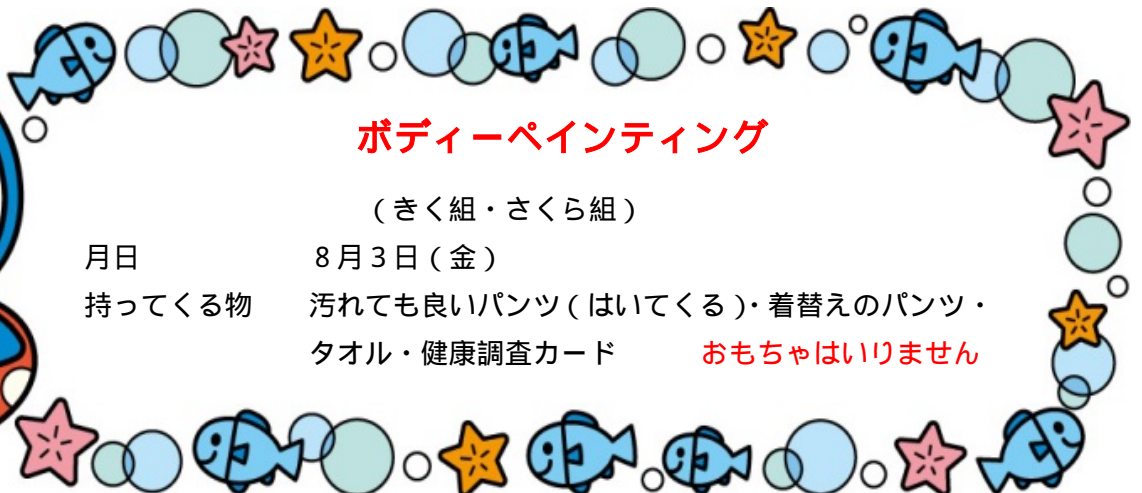 ボディーペインティング
(きく組・さくら組)
月日 8月3日(金)
持ってくる物 汚れても良いパンツ(はいてくる)・着替えのパンツ・
タオル・健康調査カード おもちゃはいりません